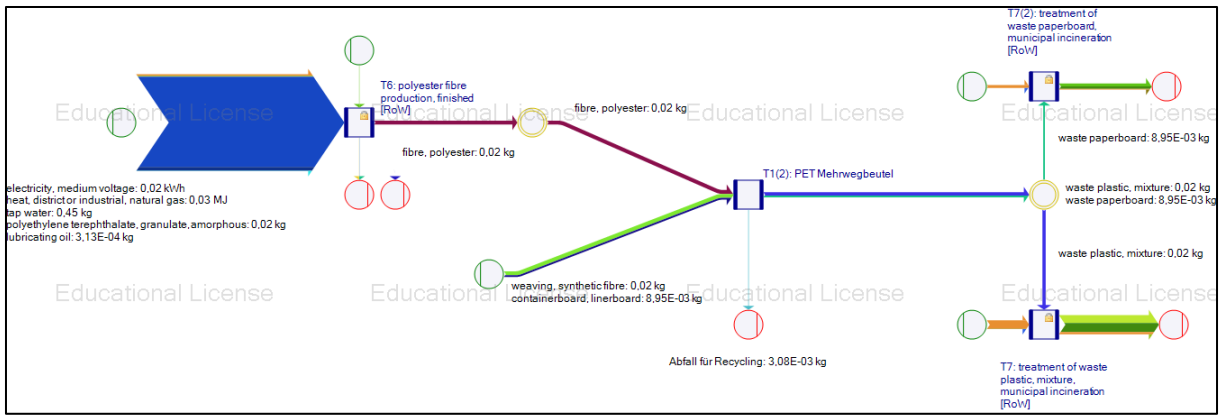 T7(2): treatment of
waste paperboard,
municipal incineration
[RoW]
T6: polyester fibre
production, finished
[RoW]
Educational License
Educational License
Educational License
Educational License
fibre, polyester: 0,02 kg
fibre, polyester: 0,02 kg
waste paperboard: 8,95E-03 kg
T1(2): PET Mehrwegbeutel
electricity, medium voltage: 0,02 kWh
heat, district or industrial, natural gas: 0,03 MJ
tap water: 0,45 kg
polyethylene terephthalate, granulate, amorphous: 0,02 kg
lubricating oil: 3,13E-04 kg
waste plastic, mixture: 0,02 kg
waste paperboard: 8,95E-03 kg
waste plastic, mixture: 0,02 kg
weaving, synthetic fibre: 0,02 kg
containerboard, linerboard: 8,95E-03 kg
Educational License
Educational License
Educational License
Educational License
Abfall für Recycling: 3,08E-03 kg
T7: treatment of waste
plastic, mixture,
municipal incineration
[RoW]